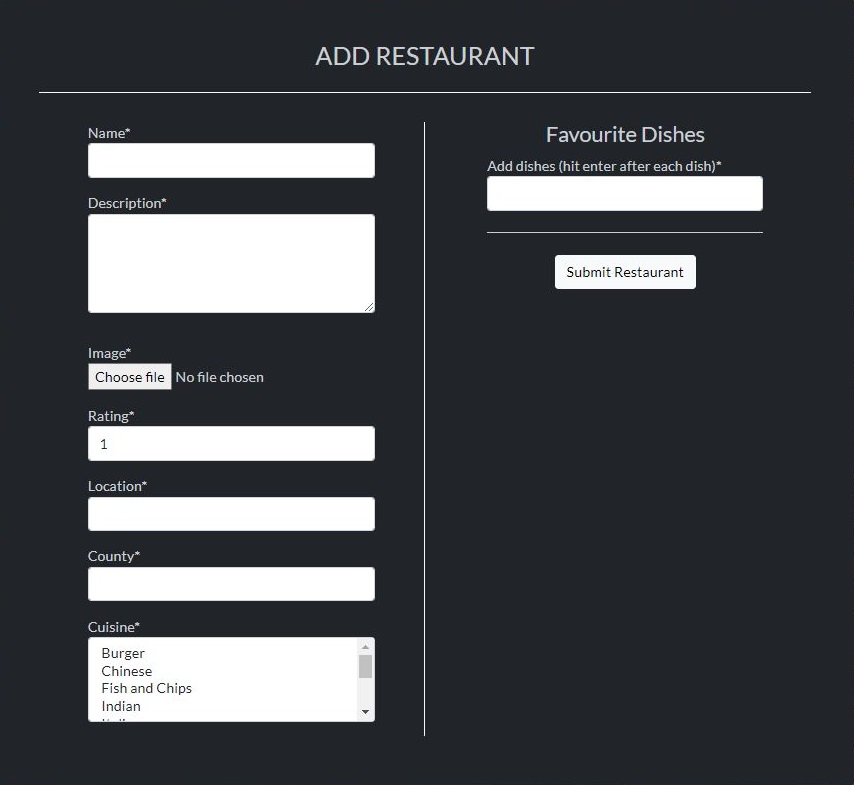 ADD RESTAURANT
Name*
Description*
Image*
Choose file No file chosen
Rating*
1
Location*
County*
Cuisine*
Burger
Chinese
Fish and Chips
Indian
Favourite Dishes
Add dishes (hit enter after each dish)*
Submit Restaurant